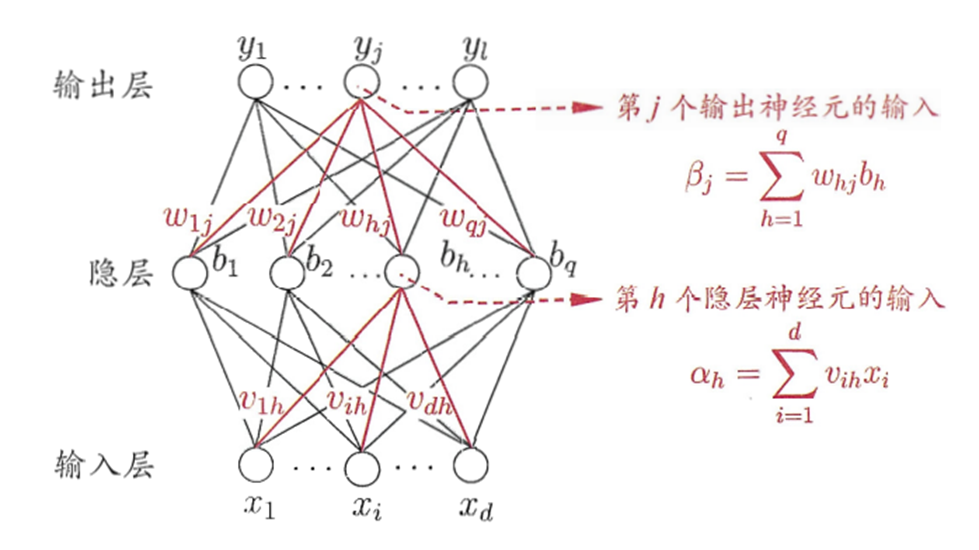 y_1 y_j y_l
输出层 ··· ···
第 j 个输出神经元的输入
β_j = \sum_{h=1}^{q} w_{hj} b_h
w_{1j} w_{2j} w_{hj} w_{qj}
隐层 b_1 b_2 ··· b_h ··· b_q
第 h 个隐层神经元的输入
α_h = \sum_{i=1}^{d} v_{ih} x_i
v_{1h} v_{ih} v_{dh}
输入层 ··· ···
x_1 x_i x_d